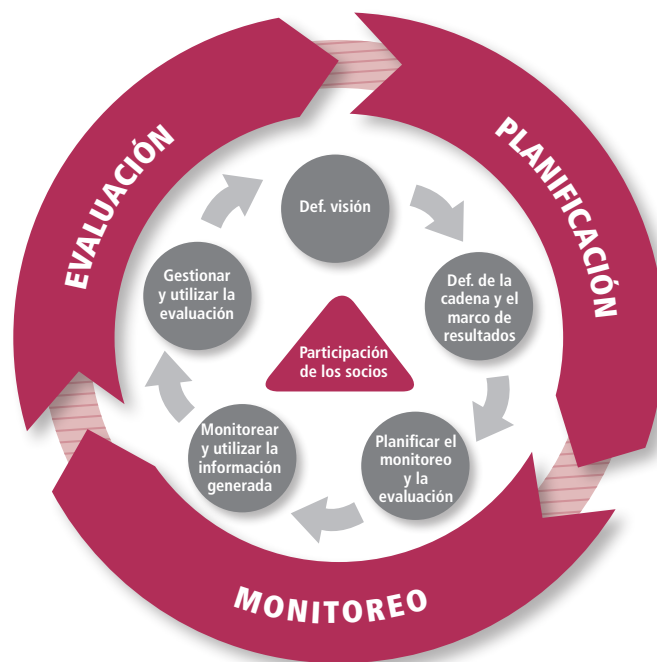 EVALUACIÓN
PLANIFICACIÓN
MONITOREO
Def. visión
Def. de la
cadena y el
marco de
resultados
Planificar el
monitoreo
y la
evaluación
Monitorear
y utilizar la
información
generada
Gestionar
y utilizar la
evaluación
Participación
de los socios